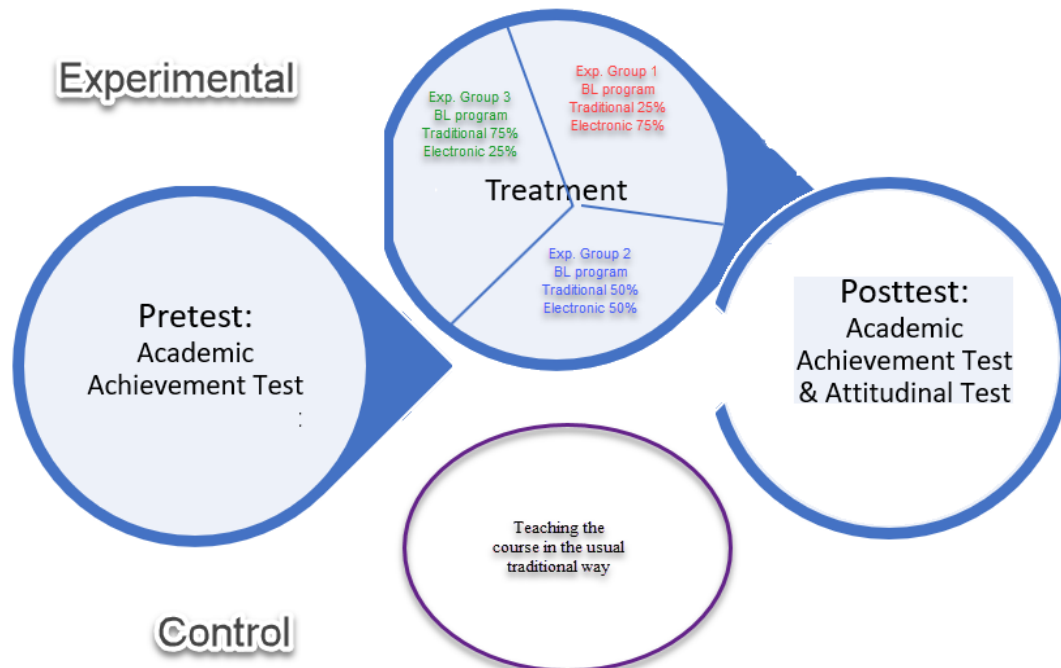 Experimental
Exp. Group 3
BL program
Traditional 75%
Electronic 25%
Exp. Group 1
BL program
Traditional 25%
Electronic 75%
Treatment
Exp. Group 2
BL program
Traditional 50%
Electronic 50%
Pretest:
Academic
Achievement Test
:
Posttest:
Academic
Achievement Test
& Attitudinal Test
Teaching the
course in the usual
traditional way
Control